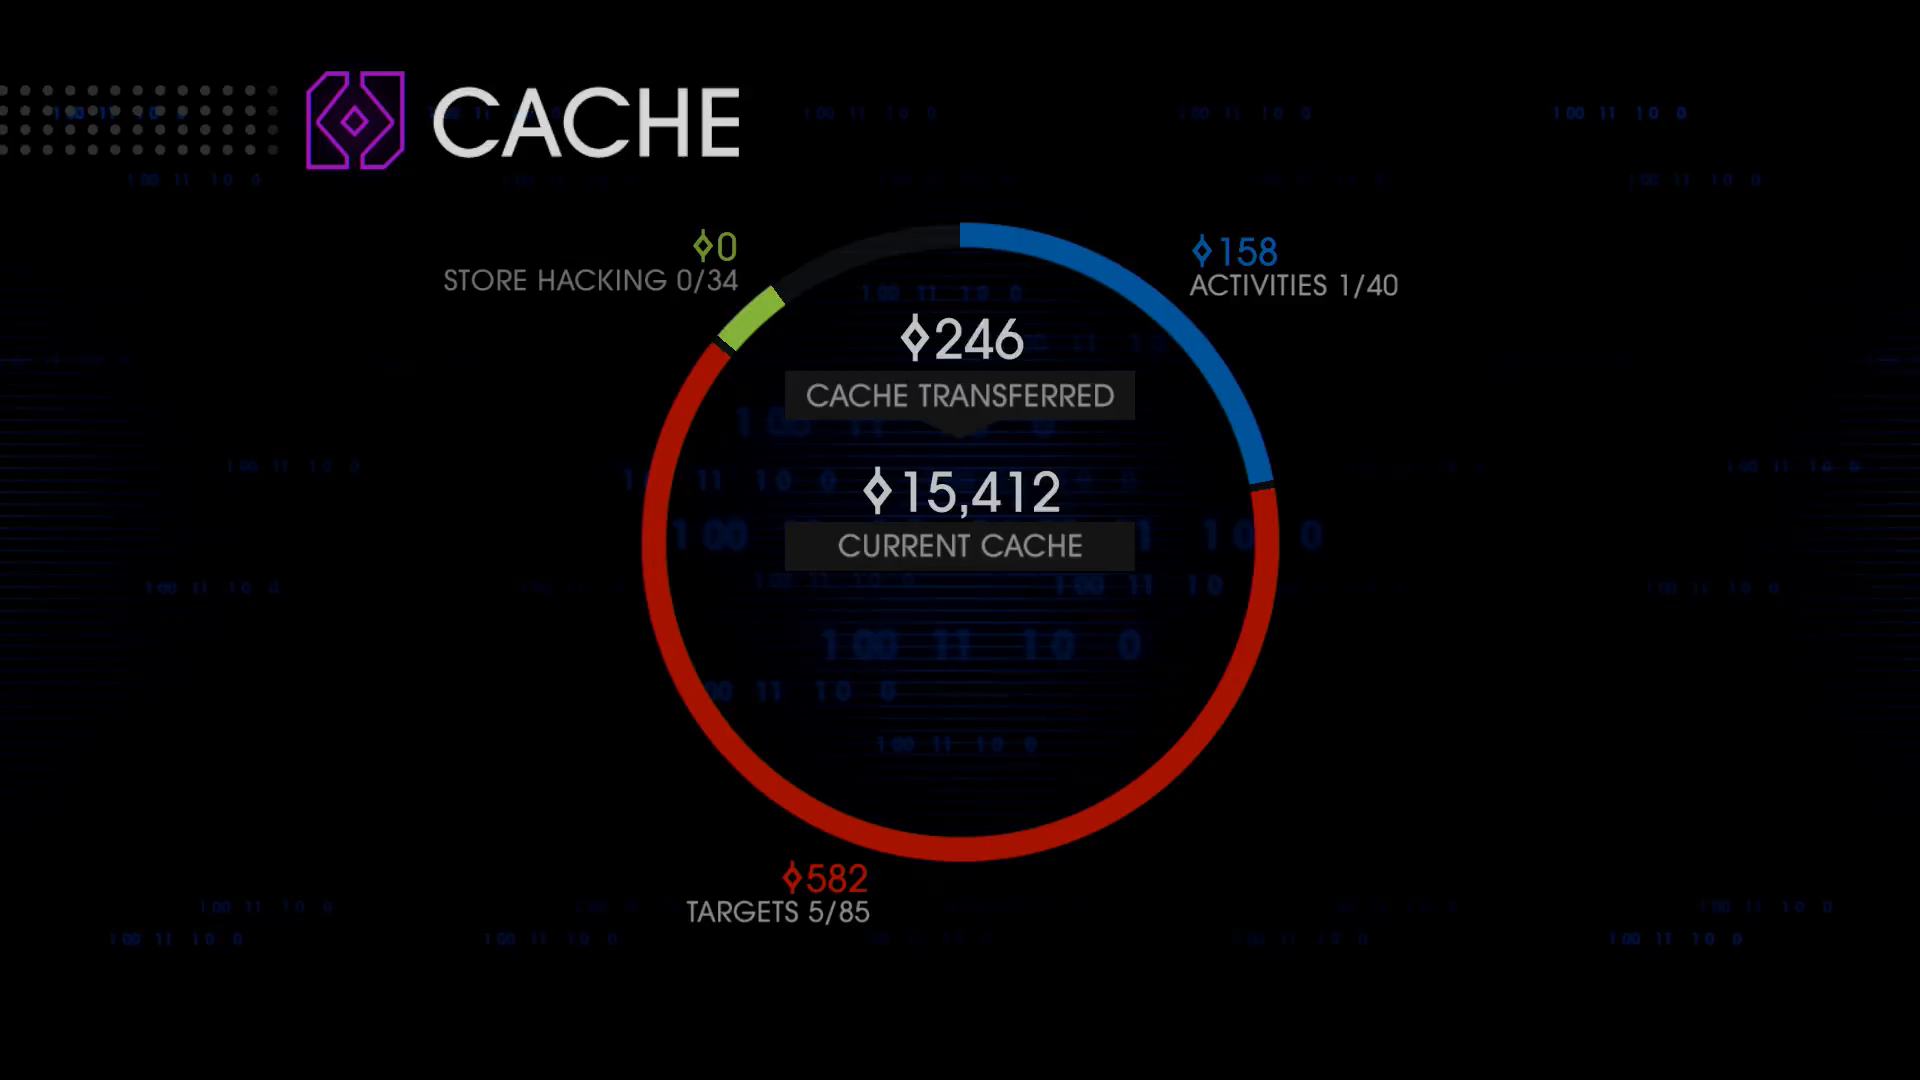 CACHE
0
STORE HACKING 0/34
158
ACTIVITIES 1/40
246
CACHE TRANSFERRED
15,412
CURRENT CACHE
582
TARGETS 5/85